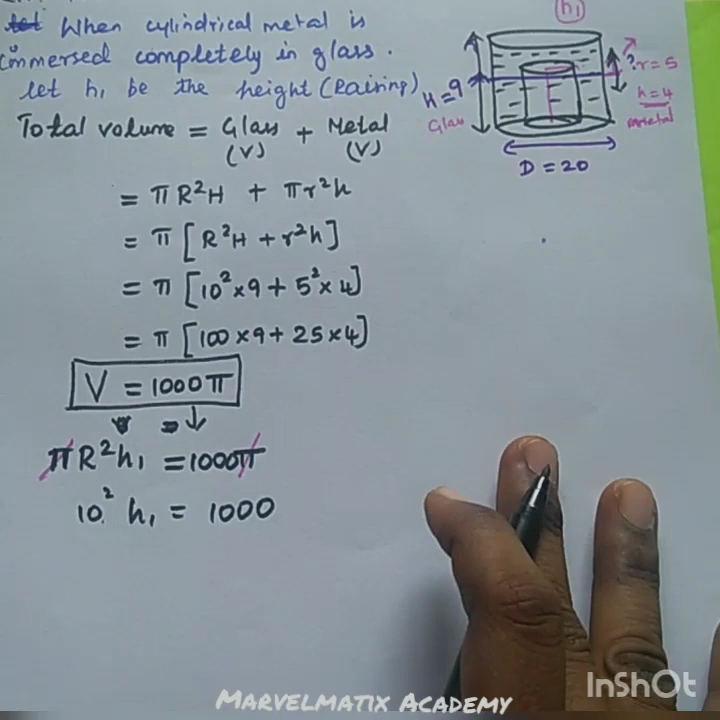 When cylindrical metal is
immersed completely in glass.
let h₁ be the height (Rairing)
Total volume = Glass + Metal
(V) (V)
= πR²H + πr²h
= π[R²H + r²h]
= π[10²×9 + 5²×4]
= π[100×9 + 25×4]
V = 1000π
πR²h₁ = 1000π
10² h₁ = 1000
h₁
H = 9
Glass
? r = 5
h = 4
metal
D = 20
InShOt
MARVELMATIX ACADEMY